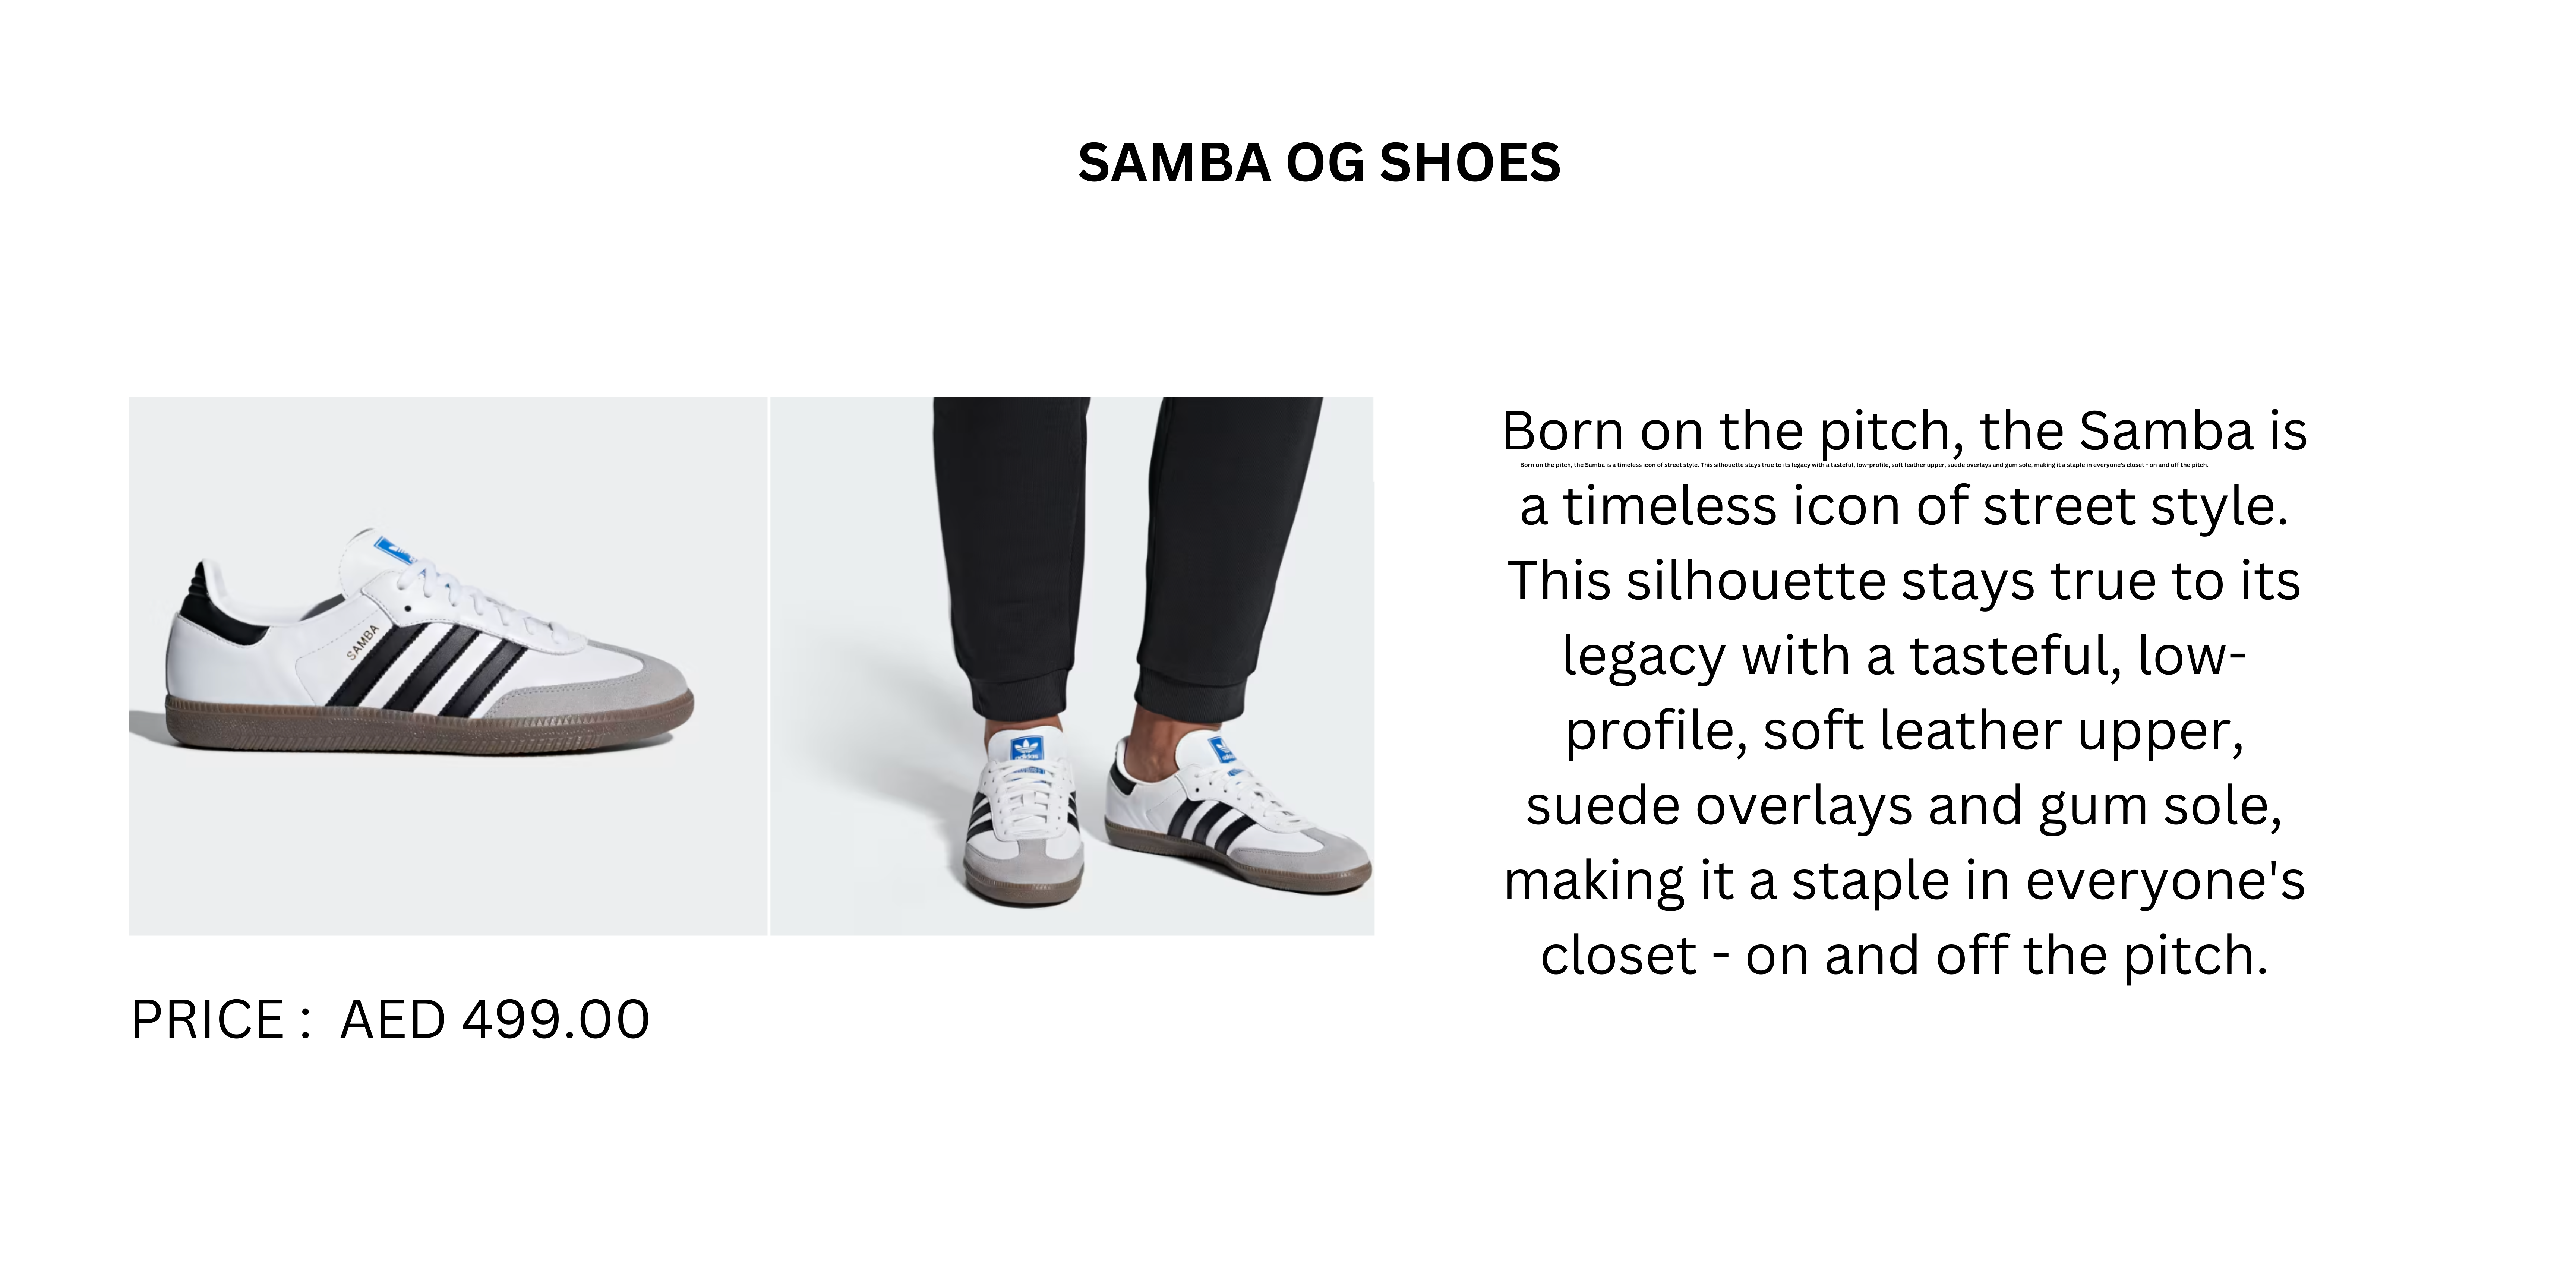 SAMBA OG SHOES
SAMBA
adidas
Born on the pitch, the Samba is
Born on the pitch, the Samba is a timeless icon of street style. This silhouette stays true to its legacy with a tasteful, low-profile, soft leather upper, suede overlays and gum sole, making it a staple in everyone's closet - on and off the pitch.
a timeless icon of street style.
This silhouette stays true to its
legacy with a tasteful, low-
profile, soft leather upper,
suede overlays and gum sole,
making it a staple in everyone's
closet - on and off the pitch.
PRICE :  AED 499.00